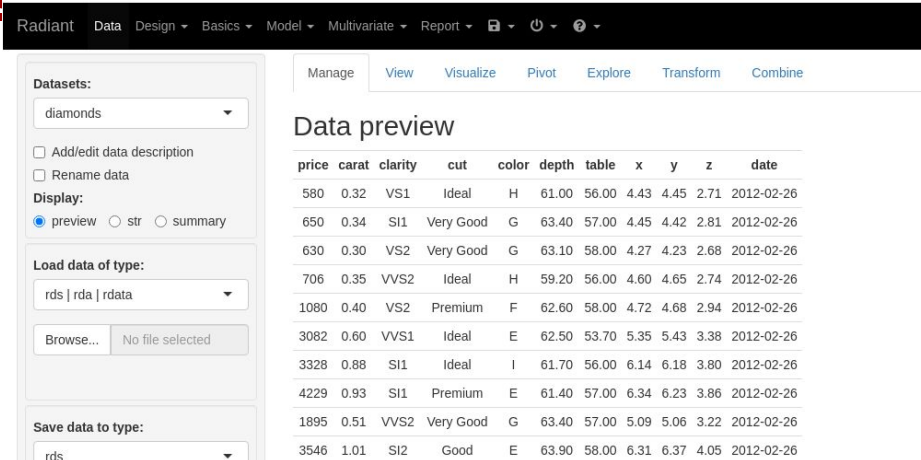 Radiant Data Design Basics Model Multivariate Report
Datasets:
diamonds
Add/edit data description
Rename data
Display:
preview str summary
Load data of type:
rds | rda | rdata
Browse... No file selected
Save data to type:
rds
Manage View Visualize Pivot Explore Transform Combine
Data preview
price carat clarity cut color depth table x y z date
580 0.32 VS1 Ideal H 61.00 56.00 4.43 4.45 2.71 2012-02-26
650 0.34 SI1 Very Good G 63.40 57.00 4.45 4.42 2.81 2012-02-26
630 0.30 VS2 Very Good G 63.10 58.00 4.27 4.23 2.68 2012-02-26
706 0.35 VVS2 Ideal H 59.20 56.00 4.60 4.65 2.74 2012-02-26
1080 0.40 VS2 Premium F 62.60 58.00 4.72 4.68 2.94 2012-02-26
3082 0.60 VVS1 Ideal E 62.50 53.70 5.35 5.43 3.38 2012-02-26
3328 0.88 SI1 Ideal I 61.70 56.00 6.14 6.18 3.80 2012-02-26
4229 0.93 SI1 Premium E 61.40 57.00 6.34 6.23 3.86 2012-02-26
1895 0.51 VVS2 Very Good G 63.40 57.00 5.09 5.06 3.22 2012-02-26
3546 1.01 SI2 Good E 63.90 58.00 6.31 6.37 4.05 2012-02-26